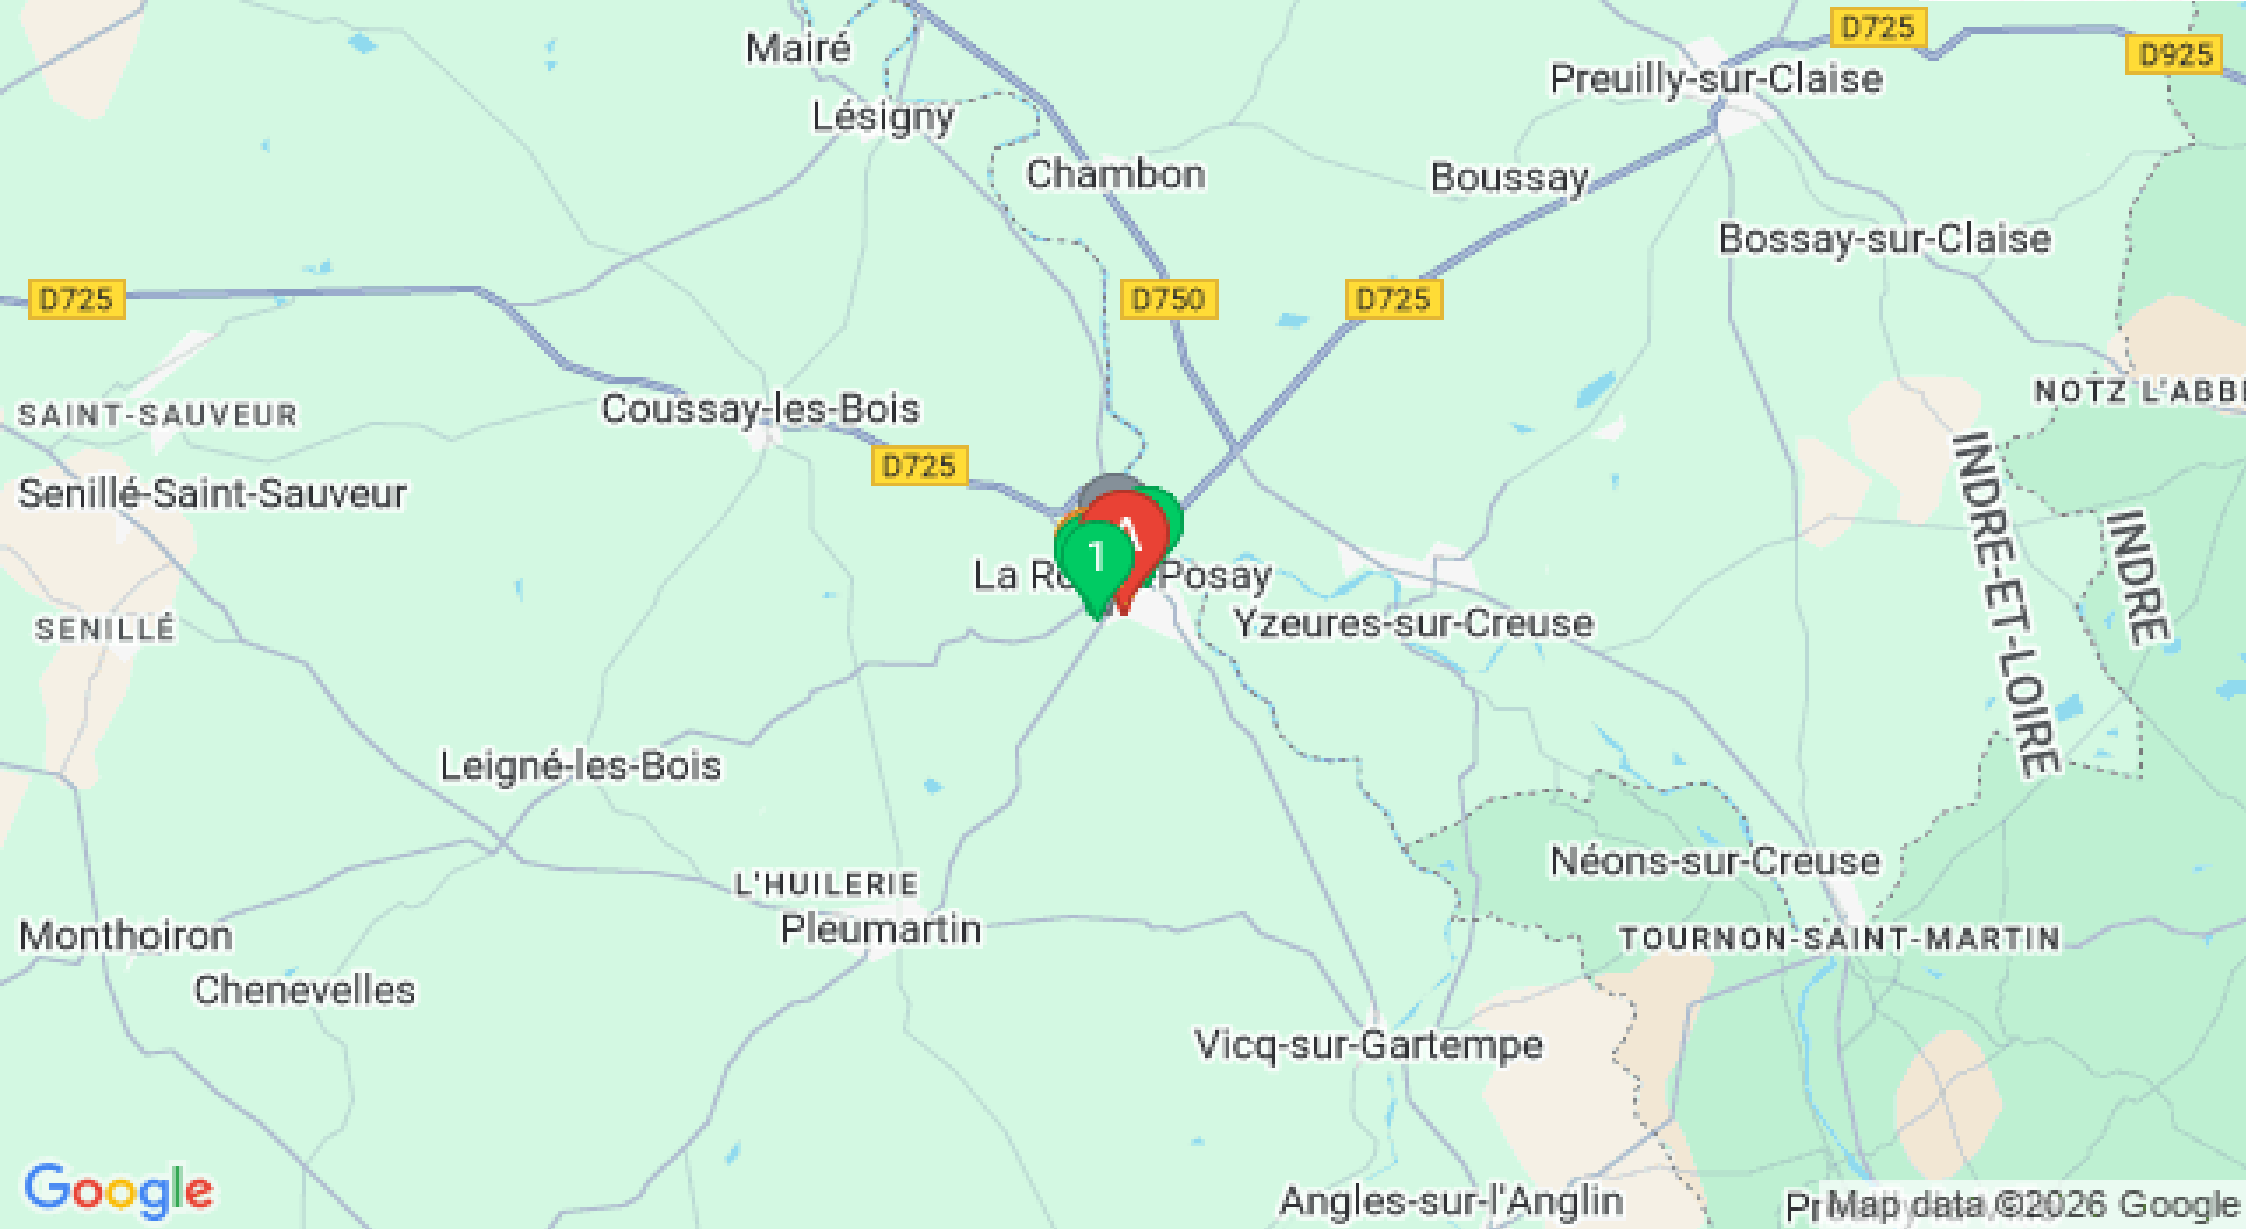 Mairé
D725
D925
Preuilly-sur-Claise
Lésigny
Chambon
Boussay
Bossay-sur-Claise
D725
D750
D725
NOTZ L'ABBE
SAINT-SAUVEUR
Coussay-les-Bois
D725
Senillé-Saint-Sauveur
INDRE-ET-LOIRE
INDRE
1
La Posay
Yzeures-sur-Creuse
SENILLÉ
Leigné-les-Bois
L'HUILERIE
Néons-sur-Creuse
Monthoiron
Pleumartin
TOURNON-SAINT-MARTIN
Chenevelles
Vicq-sur-Gartempe
Google
Angles-sur-l'Anglin
Map data ©2026 Google